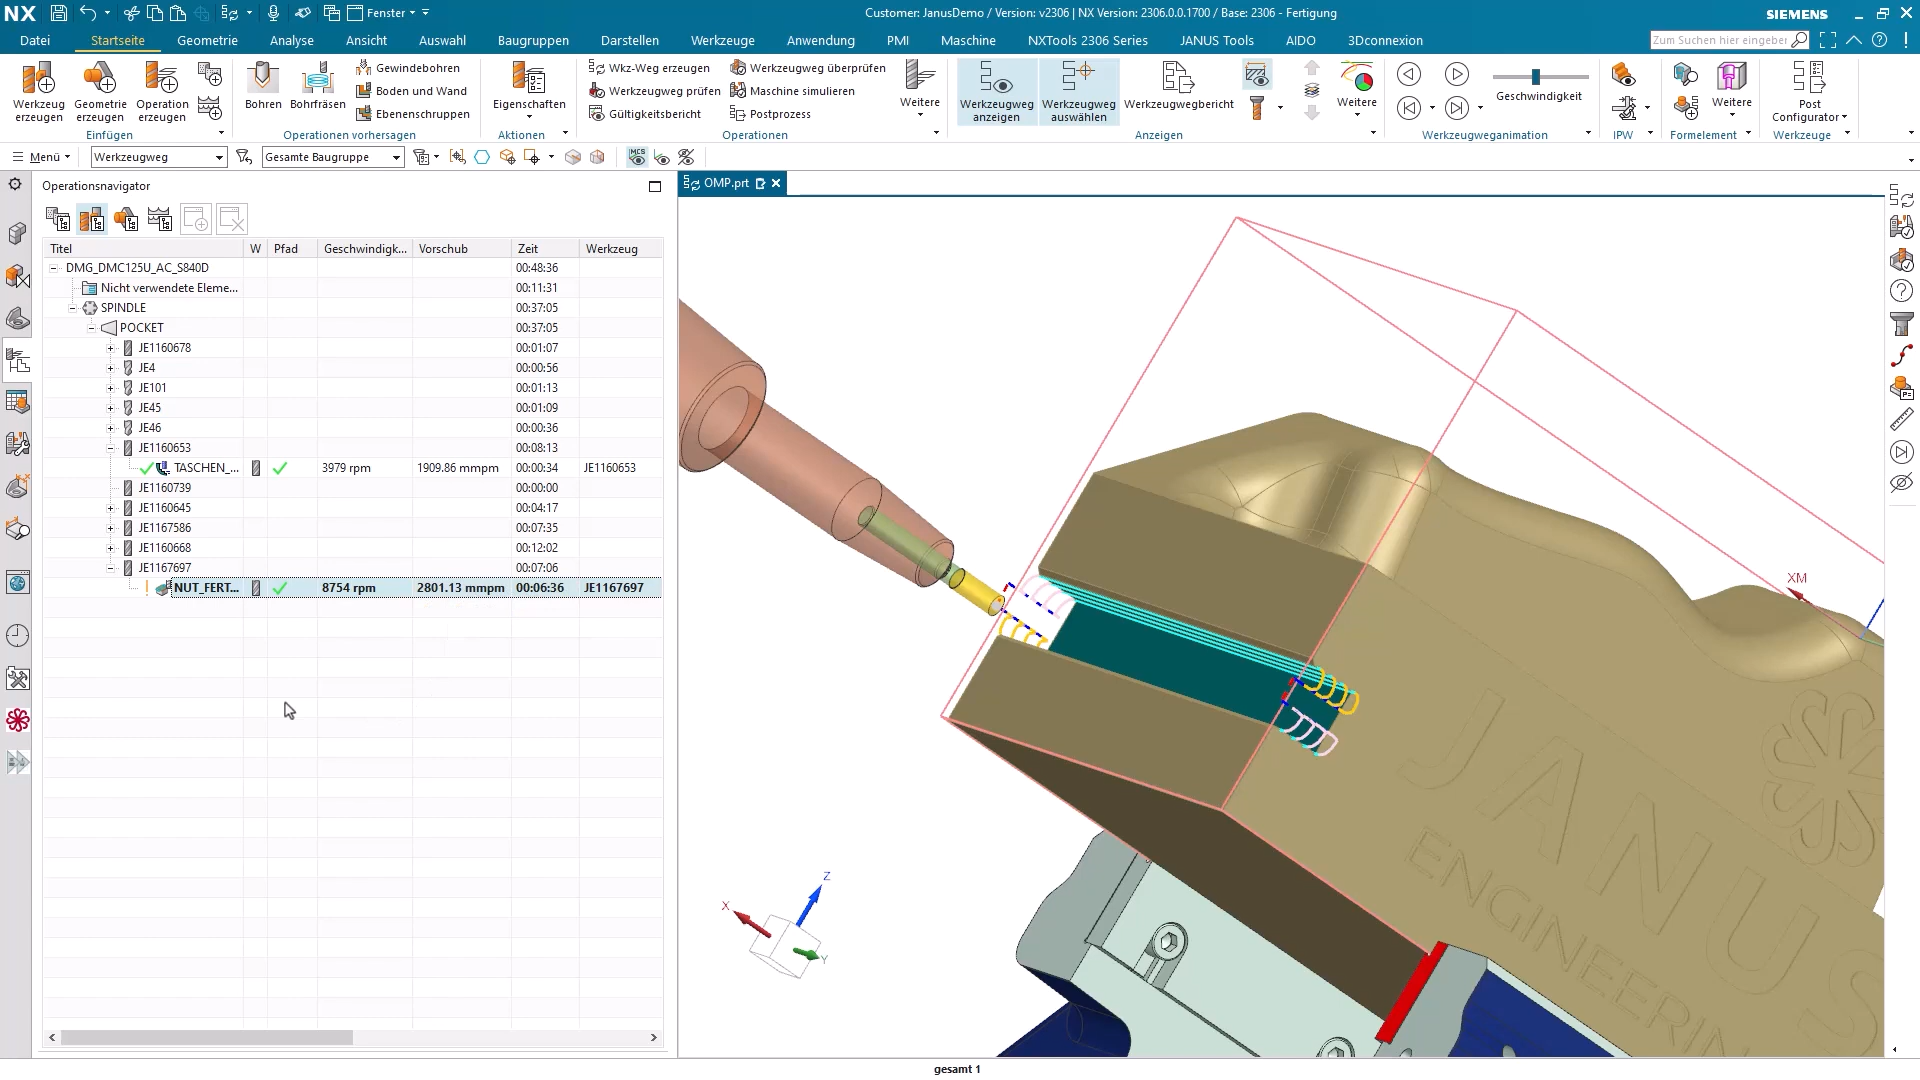 NX
Fenster
Customer: JanusDemo / Version: v2306 | NX Version: 2306.0.0.1700 / Base: 2306 - Fertigung
SIEMENS
Datei Startseite Geometrie Analyse Ansicht Auswahl Baugruppen Darstellen Werkzeuge Anwendung PMI Maschine NXTools 2306 Series JANUS Tools AIDO 3Dconnexion
Zum Suchen hier eingeber
Werkzeug erzeugen
Geometrie erzeugen
Operation erzeugen
Einfügen
Bohren
Bohrfräsen
Gewindebohren
Boden und Wand
Ebenenschruppen
Operationen vorhersagen
Eigenschaften
Aktionen
Wkz-Weg erzeugen
Werkzeugweg prüfen
Gültigkeitsbericht
Werkzeugweg überprüfen
Maschine simulieren
Postprozess
Weitere
Operationen
Werkzeugweg anzeigen
Werkzeugweg auswählen
Werkzeugwegbericht
Weitere
Anzeigen
Geschwindigkeit
Werkzeugweganimation
IPW
Weitere
Formelement
Post Configurator
Werkzeuge
Menü
Werkzeugweg
Gesamte Baugruppe
MCS
Operationsnavigator
OMP.prt
Titel W Pfad Geschwindigk... Vorschub Zeit Werkzeug
DMG_DMC125U_AC_S840D 00:48:36
Nicht verwendete Eleme... 00:11:31
SPINDLE 00:37:05
POCKET 00:37:05
JE1160678 00:01:07
JE4 00:00:56
JE101 00:01:13
JE45 00:01:09
JE46 00:00:36
JE1160653 00:08:13
TASCHEN_... 3979 rpm 1909.86 mmpm 00:00:34 JE1160653
JE1160739 00:00:00
JE1160645 00:04:17
JE1167586 00:07:35
JE1160668 00:12:02
JE1167697 00:07:06
NUT_FERT... 8754 rpm 2801.13 mmpm 00:06:36 JE1167697
XM
JANUS
ENGINEERIN
Z
X
Y
gesamt 1